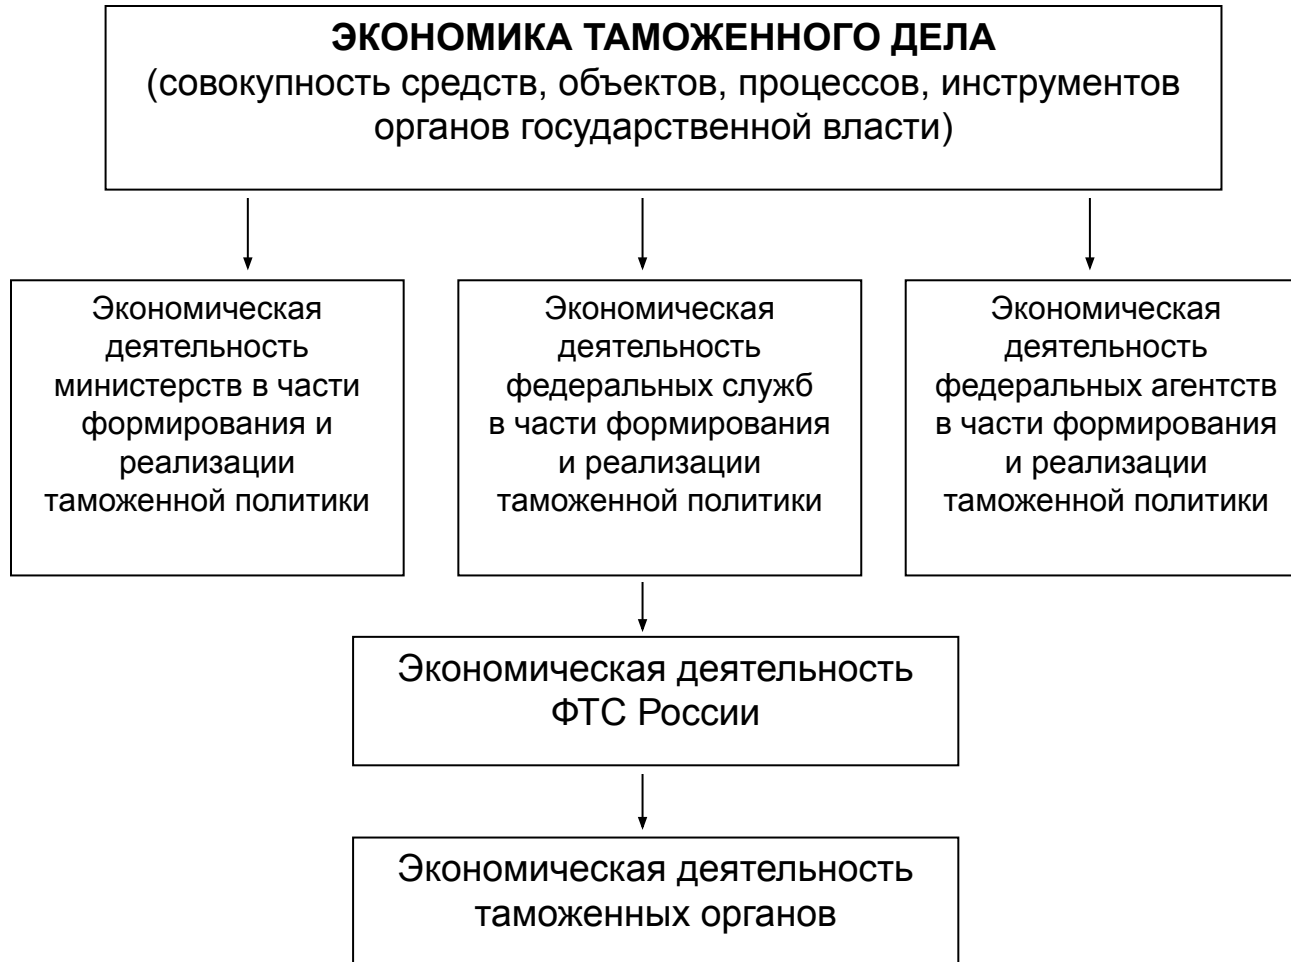 ЭКОНОМИКА ТАМОЖЕННОГО ДЕЛА
(совокупность средств, объектов, процессов, инструментов
органов государственной власти)
Экономическая
деятельность
министерств в части
формирования и
реализации
таможенной политики
Экономическая
деятельность
федеральных служб
в части формирования
и реализации
таможенной политики
Экономическая
деятельность
федеральных агентств
в части формирования
и реализации
таможенной политики
Экономическая деятельность
ФТС России
Экономическая деятельность
таможенных органов